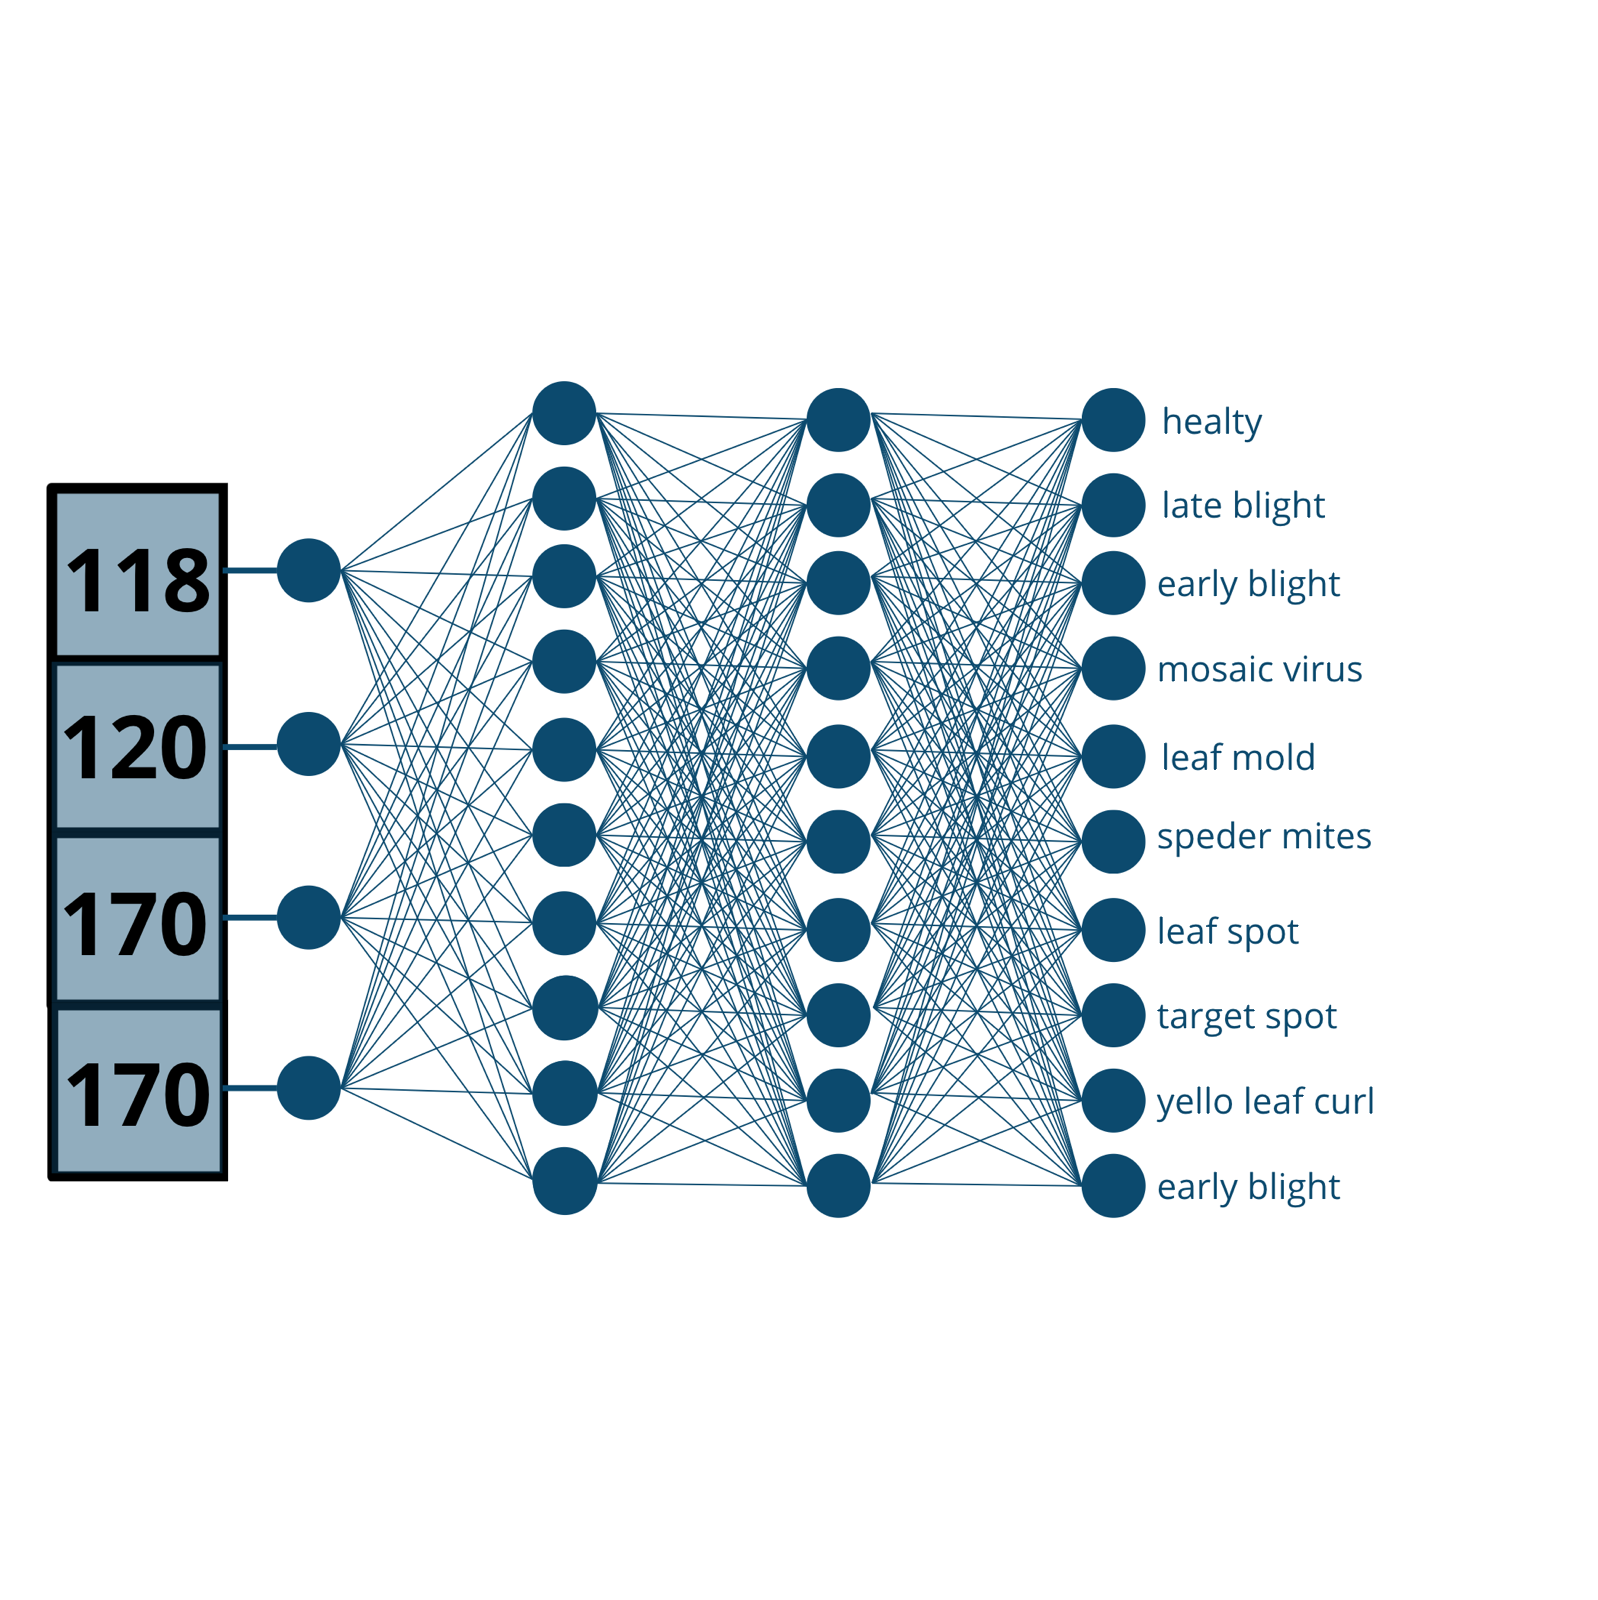 118
120
170
170
healty
late blight
early blight
mosaic virus
leaf mold
speder mites
leaf spot
target spot
yello leaf curl
early blight